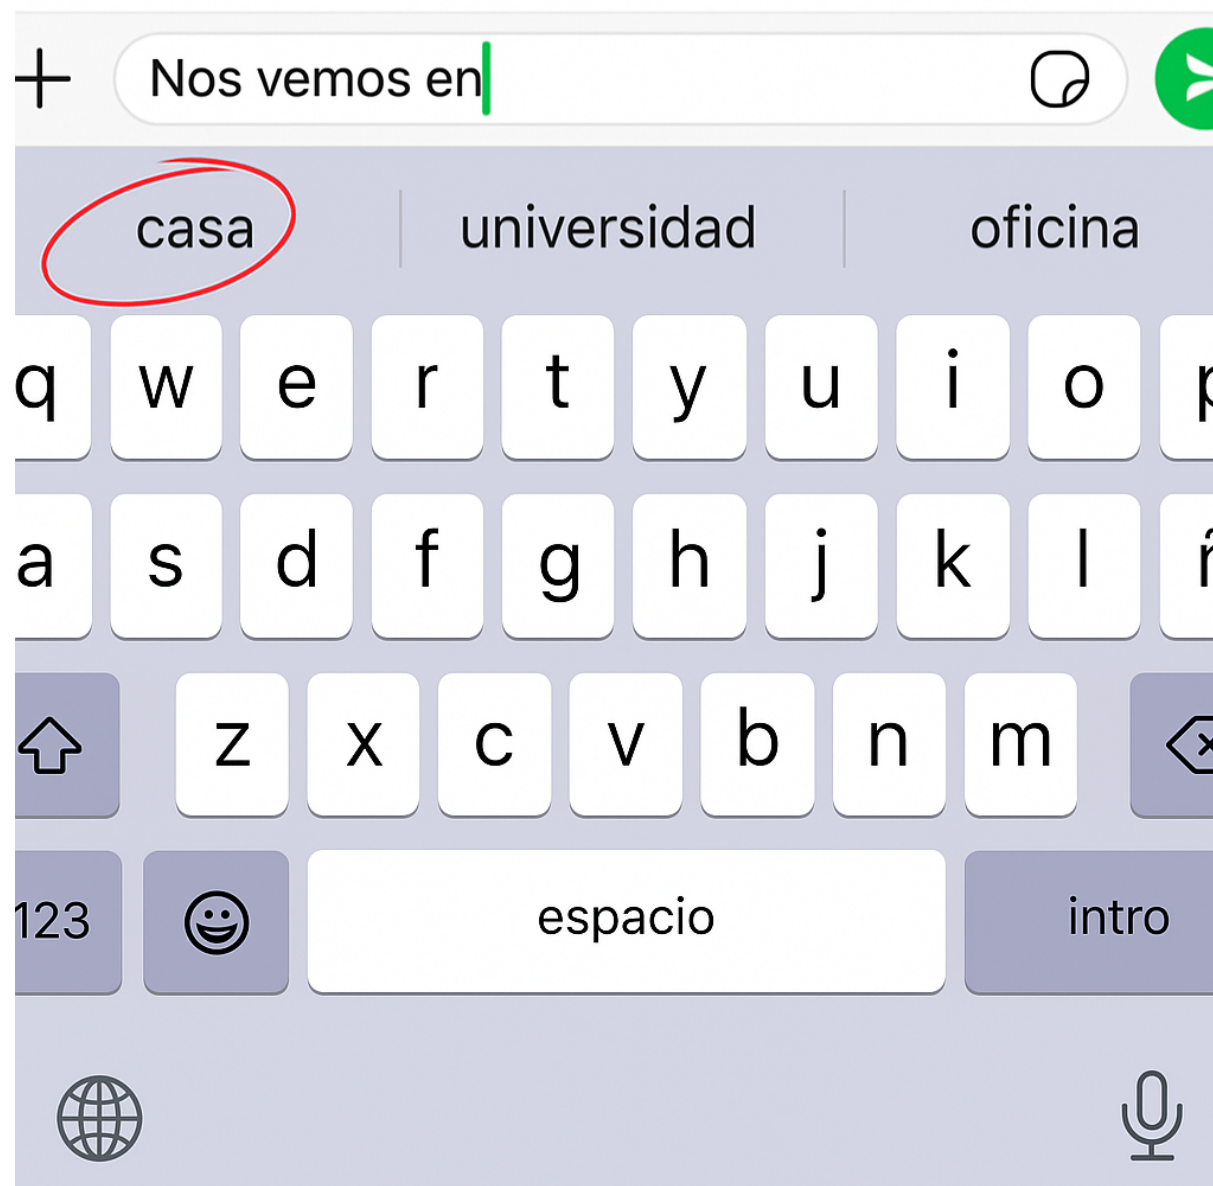 Nos vemos en
casa universidad oficina
q w e r t y u i o p
a s d f g h j k l ñ
z x c v b n m
123 espacio intro